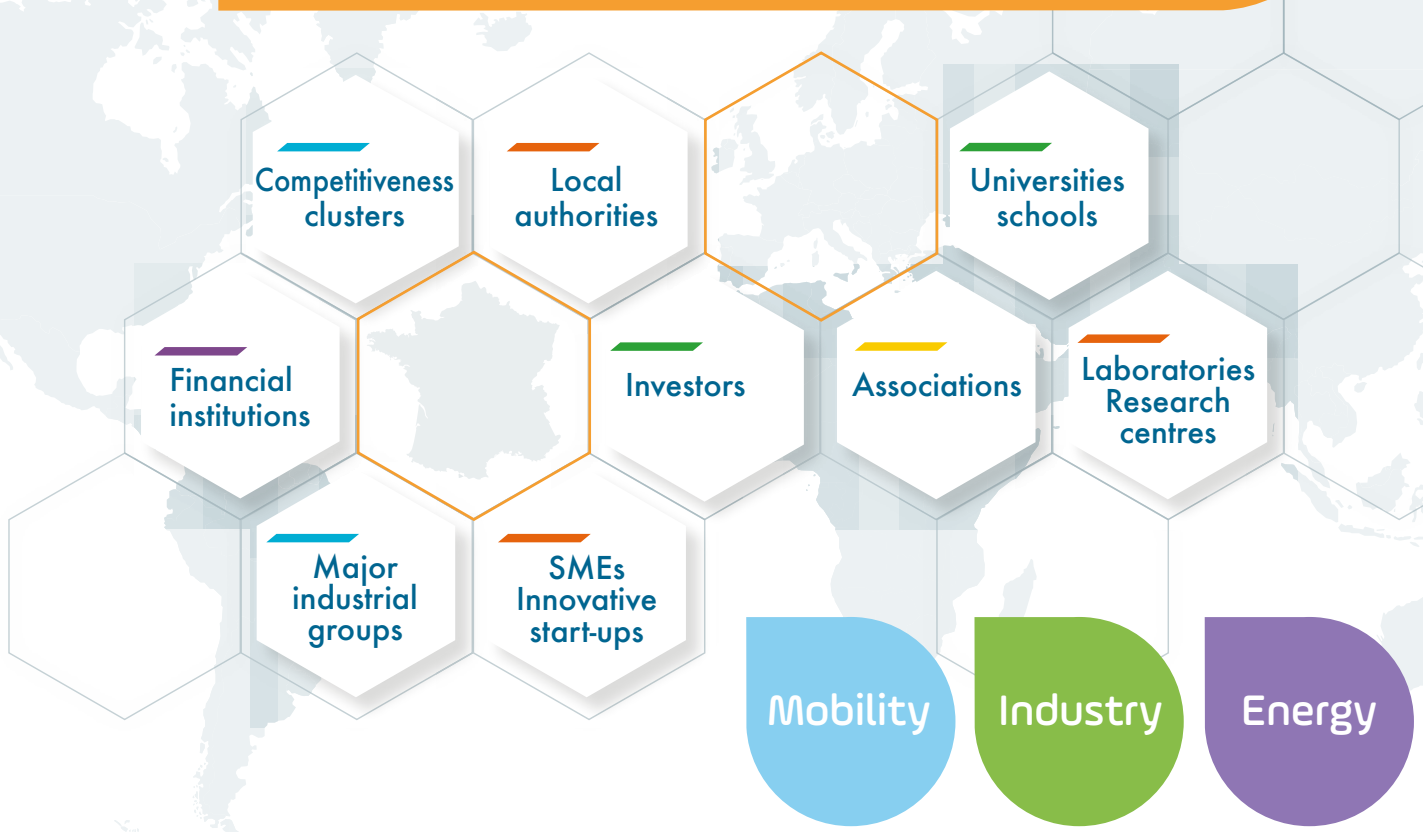 Competitiveness
clusters
Local
authorities
Universities
schools
Financial
institutions
Investors
Associations
Laboratories
Research
centres
Major
industrial
groups
SMEs
Innovative
start-ups
Mobility
Industry
Energy